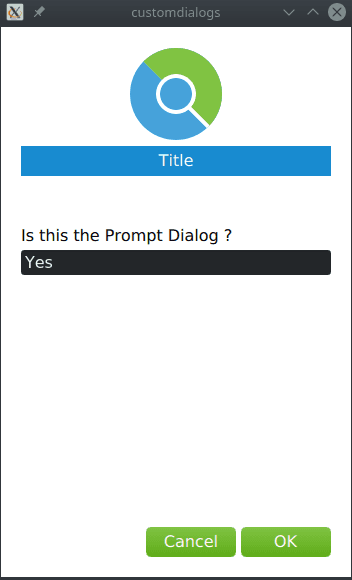 customdialogs
Title
Is this the Prompt Dialog ?
Yes
Cancel
OK